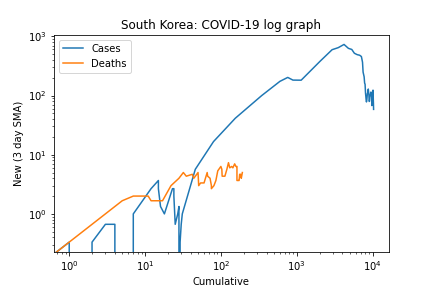 South Korea: COVID-19 log graph
Cases
Deaths
10³
10²
10¹
10⁰
New (3 day SMA)
10⁰ 10¹ 10² 10³ 10⁴
Cumulative